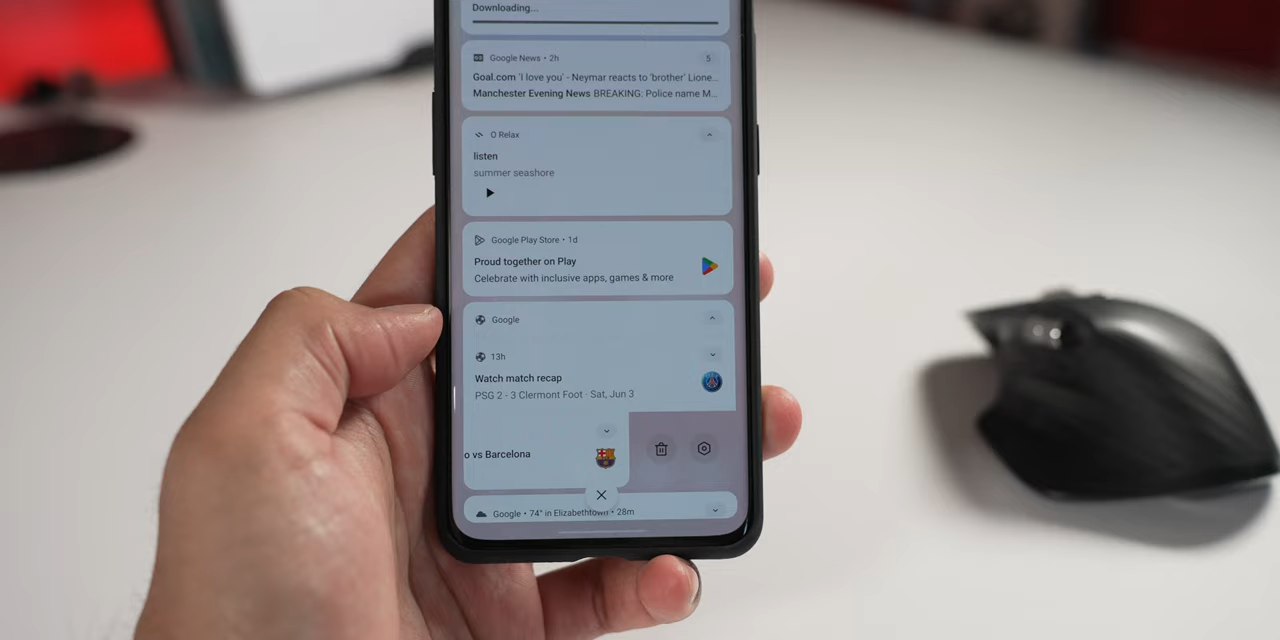 Downloading...
Google News • 2h
5
Goal.com 'I love you' - Neymar reacts to 'brother' Lione...
Manchester Evening News BREAKING: Police name M...
O Relax
listen
summer seashore
Google Play Store • 1d
Proud together on Play
Celebrate with inclusive apps, games & more
Google
13h
Watch match recap
PSG 2 - 3 Clermont Foot · Sat, Jun 3
o vs Barcelona
Google • 74° in Elizabethtown • 28m